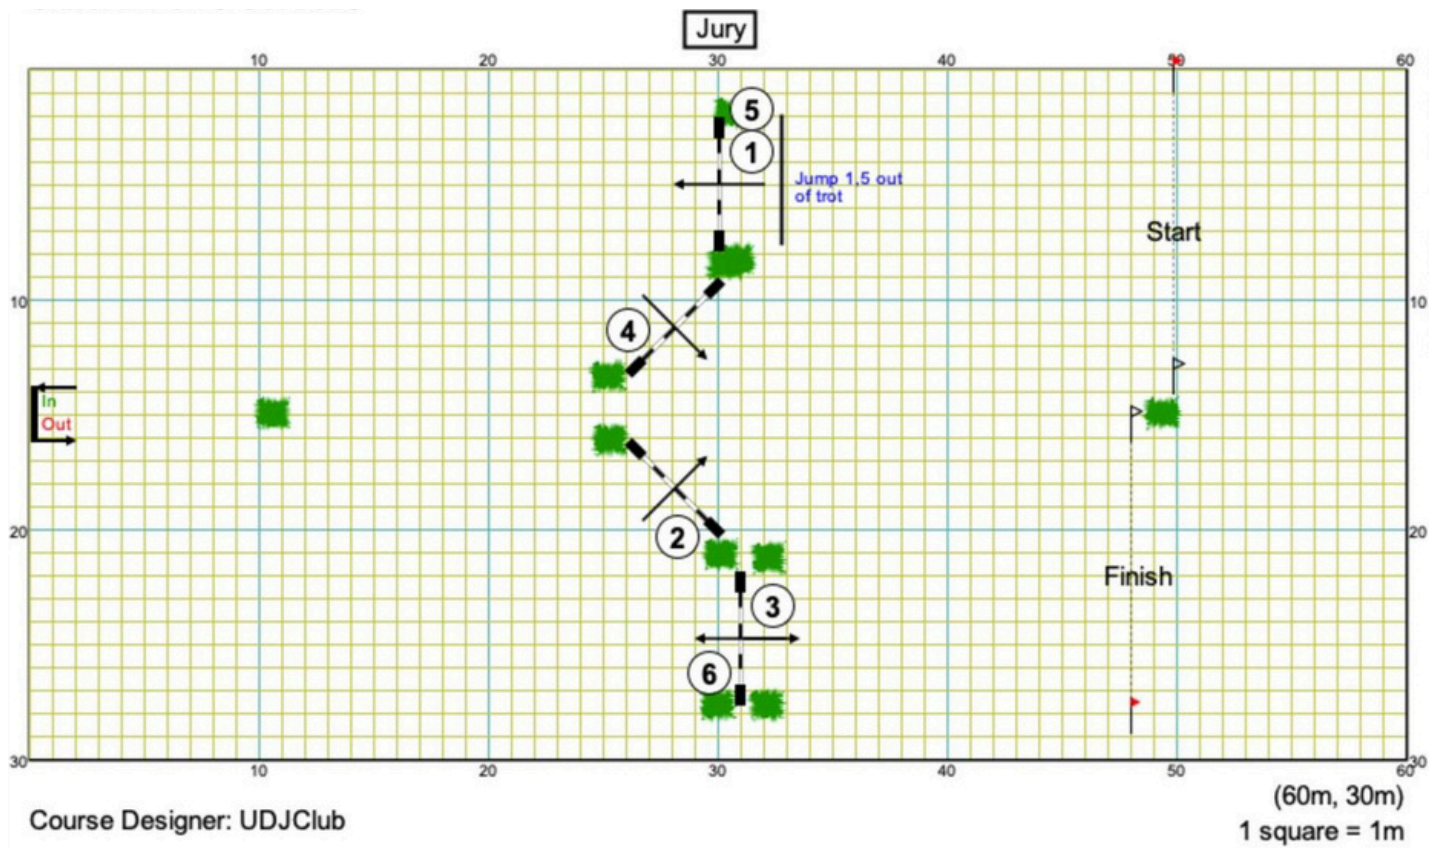 Jury
10 20 30 40 50 60
5
1
Jump 1,5 out
of trot
Start
10 10
4
In
Out
20 20
2
Finish
3
6
30 30
10 20 30 40 50 60
(60m, 30m)
Course Designer: UDJClub
1 square = 1m